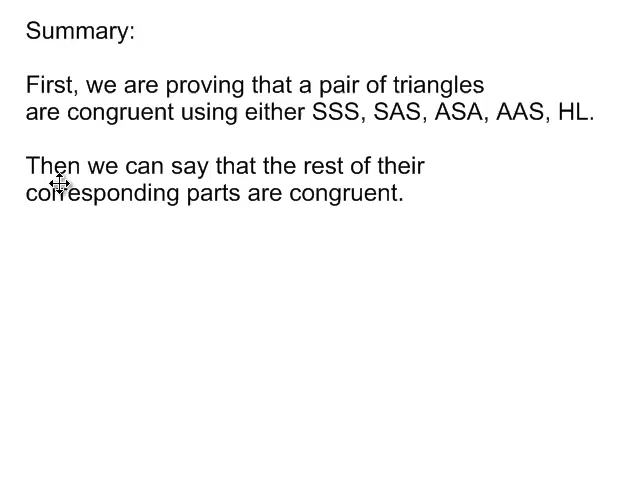 Summary:
First, we are proving that a pair of triangles
are congruent using either SSS, SAS, ASA, AAS, HL.
Then we can say that the rest of their
corresponding parts are congruent.